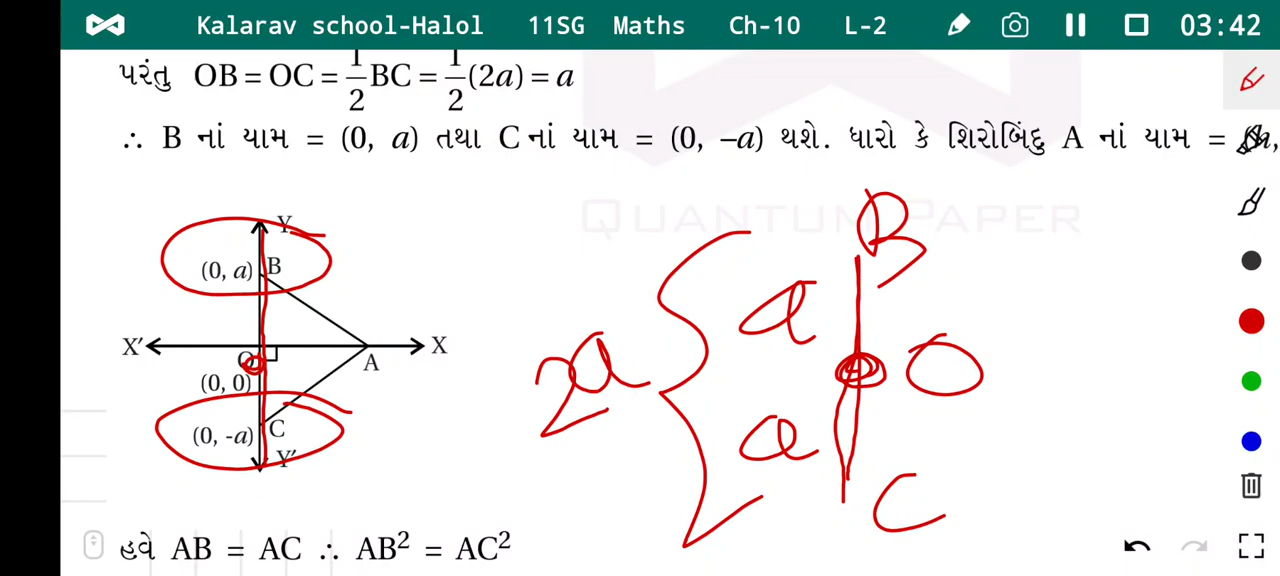 Kalarav school-Halol 11SG Maths Ch-10 L-2 03:42
પરંતુ OB = OC = 1/2 BC = 1/2 (2a) = a
∴ B નાં યામ = (0, a) તથા C નાં યામ = (0, –a) થશે. ધારો કે શિરોબિંદુ A નાં યામ =
QUANTUM PAPER
Y
(0, a) B
X′ O A X
(0, 0)
(0, -a) C
Y′
B
a
2a O
a
C
હવે AB = AC ∴ AB² = AC²